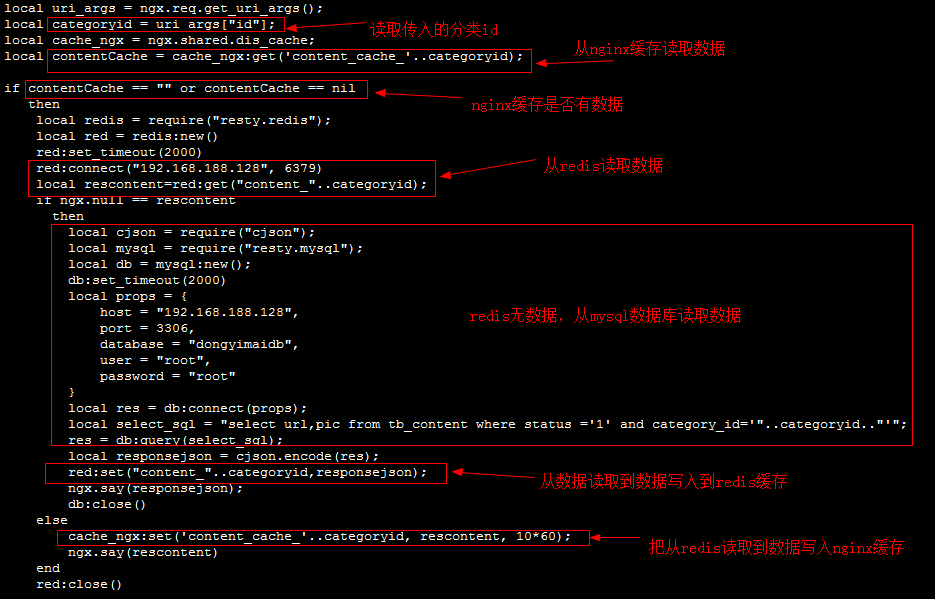 local uri_args = ngx.req.get_uri_args();
local categoryid = uri_args["id"];
读取传入的分类id
local cache_ngx = ngx.shared.dis_cache;
local contentCache = cache_ngx:get('content_cache_'..categoryid);
从nginx缓存读取数据
if contentCache == "" or contentCache == nil
nginx缓存是否有数据
then
local redis = require("resty.redis");
local red = redis:new()
red:set_timeout(2000)
red:connect("192.168.188.128", 6379)
从redis读取数据
local rescontent=red:get("content_"..categoryid);
if ngx.null == rescontent
then
local cjson = require("cjson");
local mysql = require("resty.mysql");
local db = mysql:new();
db:set_timeout(2000)
local props = {
host = "192.168.188.128",
redis无数据，从mysql数据库读取数据
port = 3306,
database = "dongyimaidb",
user = "root",
password = "root"
}
local res = db:connect(props);
local select_sql = "select url,pic from tb_content where status ='1' and category_id='"..categoryid.."'";
res = db:query(select_sql);
local responsejson = cjson.encode(res);
red:set("content_"..categoryid,responsejson);
从数据读取到数据写入到redis缓存
ngx.say(responsejson);
db:close()
else
cache_ngx:set('content_cache_'..categoryid, rescontent, 10*60);
把从redis读取到数据写入nginx缓存
ngx.say(rescontent)
end
red:close()